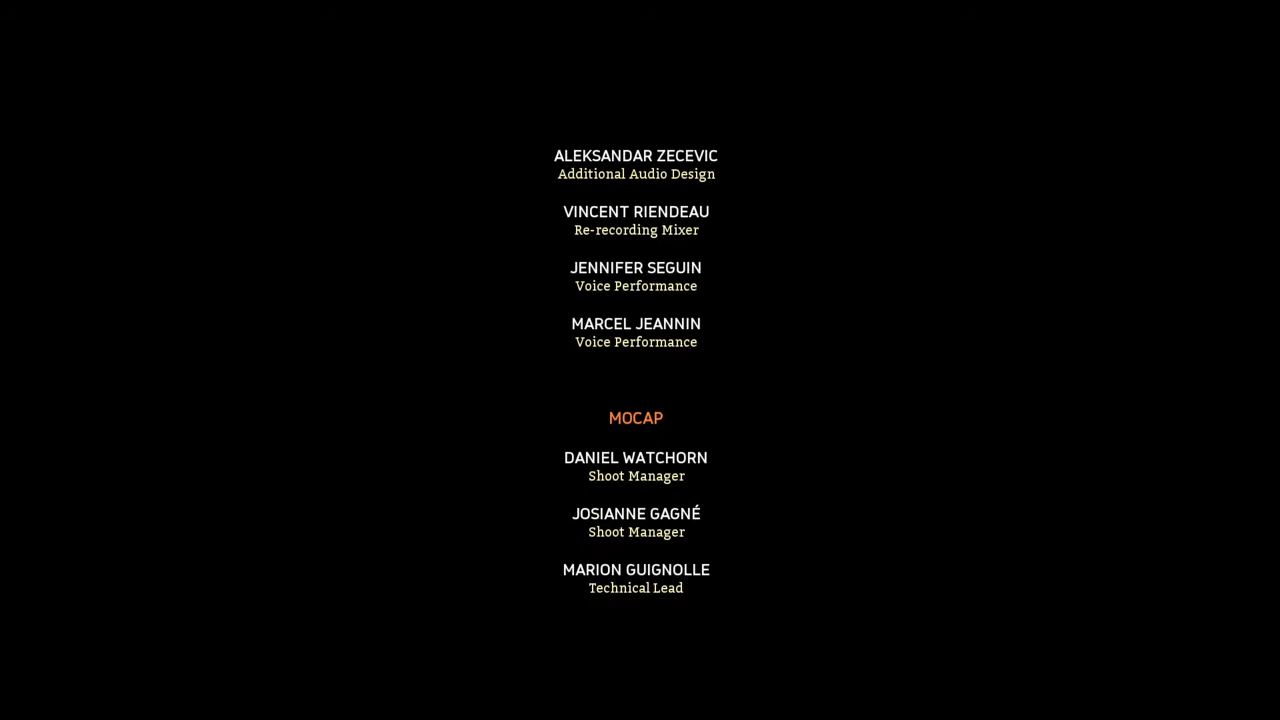 ALEKSANDAR ZECEVIC
Additional Audio Design
VINCENT RIENDEAU
Re-recording Mixer
JENNIFER SEGUIN
Voice Performance
MARCEL JEANNIN
Voice Performance
MOCAP
DANIEL WATCHORN
Shoot Manager
JOSIANNE GAGNÉ
Shoot Manager
MARION GUIGNOLLE
Technical Lead